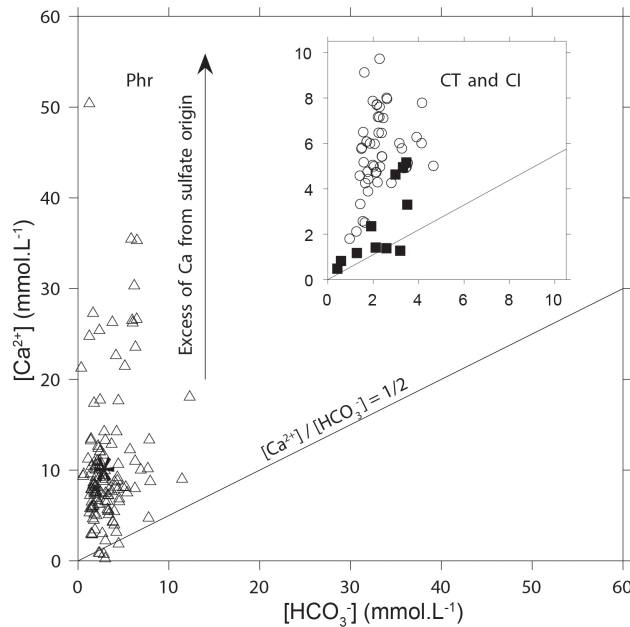 60
50
40
30
20
10
0
[Ca²⁺] (mmol.L⁻¹)
Phr
Excess of Ca from sulfate origin
CT and CI
10
8
6
4
2
0
0 2 4 6 8 10
[Ca²⁺] / [HCO₃⁻] = 1/2
0 10 20 30 40 50 60
[HCO₃⁻] (mmol.L⁻¹)